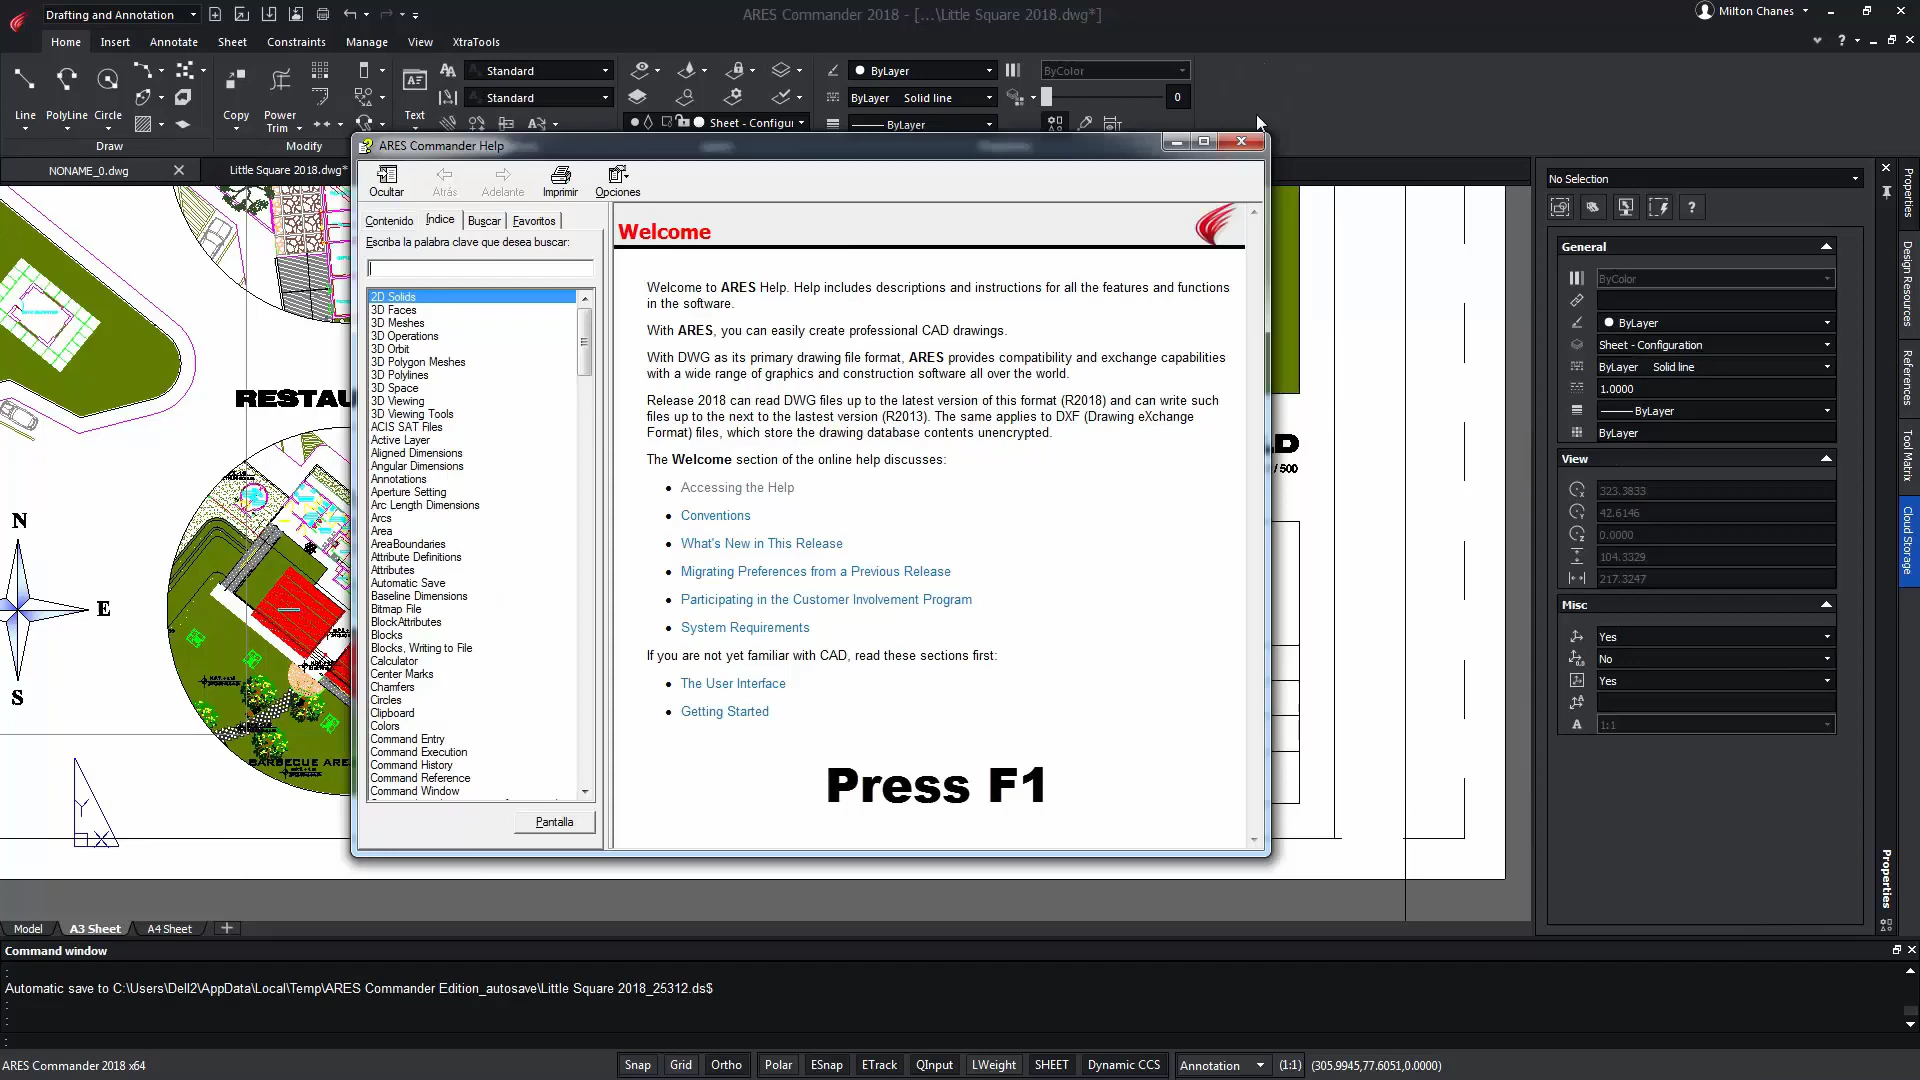 Drafting and Annotation
ARES Commander 2018 - [...\Little Square 2018.dwg*]
Milton Chanes
Home
Insert
Annotate
Sheet
Constraints
Manage
View
XtraTools
?
Line
PolyLine
Circle
Draw
Copy
Power Trim
Modify
Text
Standard
Standard
Sheet - Configur
ByLayer
ByLayer Solid line
ByLayer
ByColor
0
NONAME_0.dwg
Little Square 2018.dwg*
RESTAU
N
E
S
BARBECUE ARE
Y
X
D
/ 500
ARES Commander Help
Ocultar
Atrás
Adelante
Imprimir
Opciones
Contenido
Índice
Buscar
Favoritos
Escriba la palabra clave que desea buscar:
2D Solids
3D Faces
3D Meshes
3D Operations
3D Orbit
3D Polygon Meshes
3D Polylines
3D Space
3D Viewing
3D Viewing Tools
ACIS SAT Files
Active Layer
Aligned Dimensions
Angular Dimensions
Annotations
Aperture Setting
Arc Length Dimensions
Arcs
Area
AreaBoundaries
Attribute Definitions
Attributes
Automatic Save
Baseline Dimensions
Bitmap File
BlockAttributes
Blocks
Blocks, Writing to File
Calculator
Center Marks
Chamfers
Circles
Clipboard
Colors
Command Entry
Command Execution
Command History
Command Reference
Command Window
Pantalla
Welcome
Welcome to ARES Help. Help includes descriptions and instructions for all the features and functions
in the software.
With ARES, you can easily create professional CAD drawings.
With DWG as its primary drawing file format, ARES provides compatibility and exchange capabilities
with a wide range of graphics and construction software all over the world.
Release 2018 can read DWG files up to the latest version of this format (R2018) and can write such
files up to the next to the lastest version (R2013). The same applies to DXF (Drawing eXchange
Format) files, which store the drawing database contents unencrypted.
The Welcome section of the online help discusses:
• Accessing the Help
• Conventions
• What's New in This Release
• Migrating Preferences from a Previous Release
• Participating in the Customer Involvement Program
• System Requirements
If you are not yet familiar with CAD, read these sections first:
• The User Interface
• Getting Started
Press F1
No Selection
?
General
ByColor
ByLayer
Sheet - Configuration
ByLayer Solid line
1.0000
ByLayer
ByLayer
View
323.3833
42.6146
0.0000
104.3329
217.3247
Misc
Yes
No
Yes
1:1
Properties
Design Resources
References
Tool Matrix
Cloud Storage
Properties
Model
A3 Sheet
A4 Sheet
+
Command window
:
Automatic save to C:\Users\Dell2\AppData\Local\Temp\ARES Commander Edition_autosave\Little Square 2018_25312.ds$
:
:
:
ARES Commander 2018 x64
Snap
Grid
Ortho
Polar
ESnap
ETrack
QInput
LWeight
SHEET
Dynamic CCS
Annotation
(1:1)
(305.9945,77.6051,0.0000)